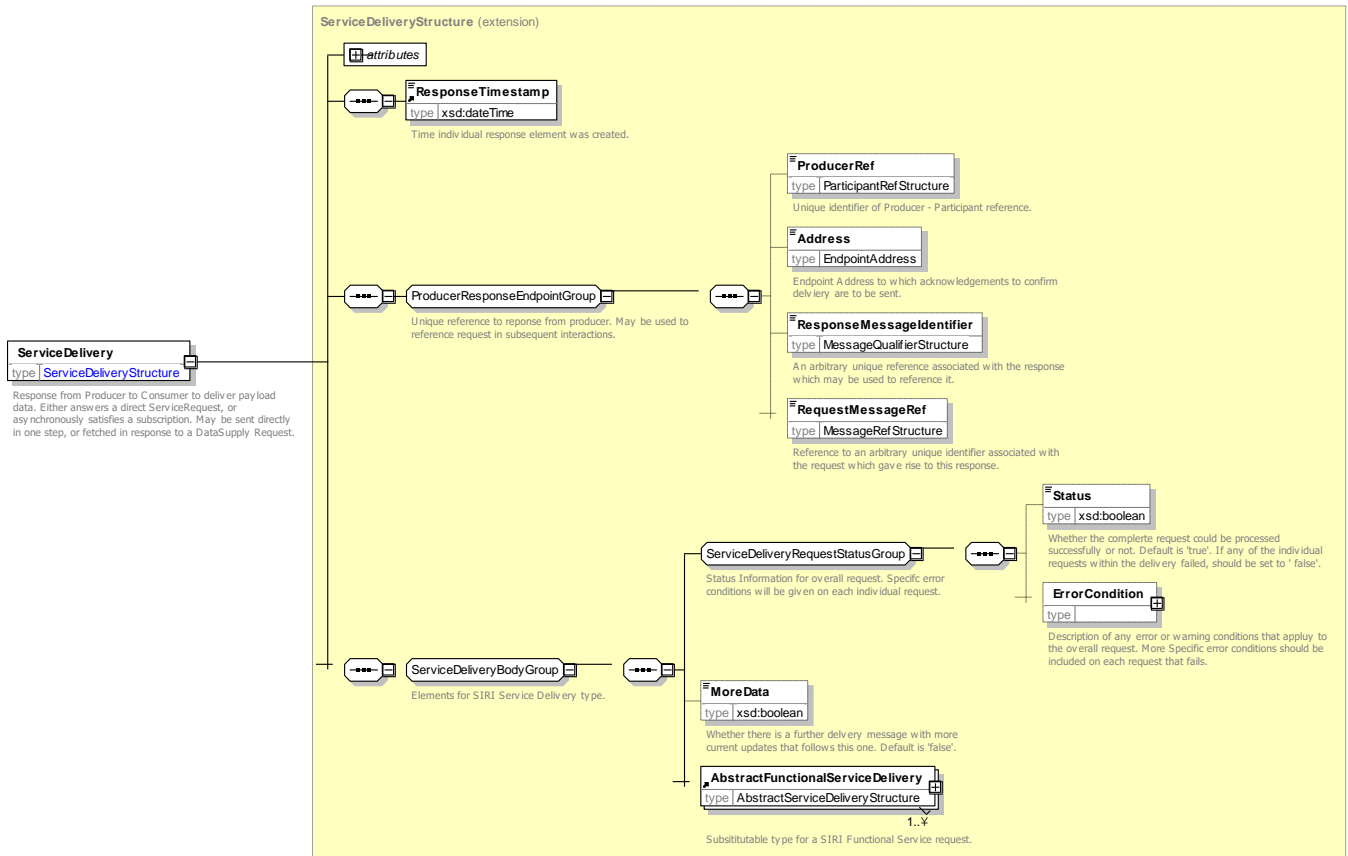 ServiceDeliveryStructure (extension)
attributes
ResponseTimestamp
type xsd:dateTime
Time individual response element was created.
ProducerRef
type ParticipantRefStructure
Unique identifier of Producer - Participant reference.
Address
type EndpointAddress
Endpoint Address to which acknowledgements to confirm
delviery are to be sent.
ProducerResponseEndpointGroup
Unique reference to reponse from producer. May be used to
reference request in subsequent interactions.
ResponseMessageIdentifier
type MessageQualifierStructure
An arbitrary unique reference associated with the response
which may be used to reference it.
RequestMessageRef
type MessageRefStructure
Reference to an arbitrary unique identifier associated with
the request which gave rise to this response.
ServiceDelivery
type ServiceDeliveryStructure
Response from Producer to Consumer to deliver payload
data. Either answers a direct ServiceRequest, or
asynchronously satisfies a subscription. May be sent directly
in one step, or fetched in response to a DataSupply Request.
ServiceDeliveryRequestStatusGroup
Status Information for overall request. Specifc error
conditions will be given on each individual request.
Status
type xsd:boolean
Whether the complerte request could be processed
successfully or not. Default is 'true'. If any of the individual
requests within the delivery failed, should be set to ' false'.
ErrorCondition
type
Description of any error or warning conditions that appluy to
the overall request. More Specific error conditions should be
included on each request that fails.
ServiceDeliveryBodyGroup
Elements for SIRI Service Delivery type.
MoreData
type xsd:boolean
Whether there is a further delvery message with more
current updates that follows this one. Default is 'false'.
AbstractFunctionalServiceDelivery
type AbstractServiceDeliveryStructure
1..¥
Subsititutable type for a SIRI Functional Service request.